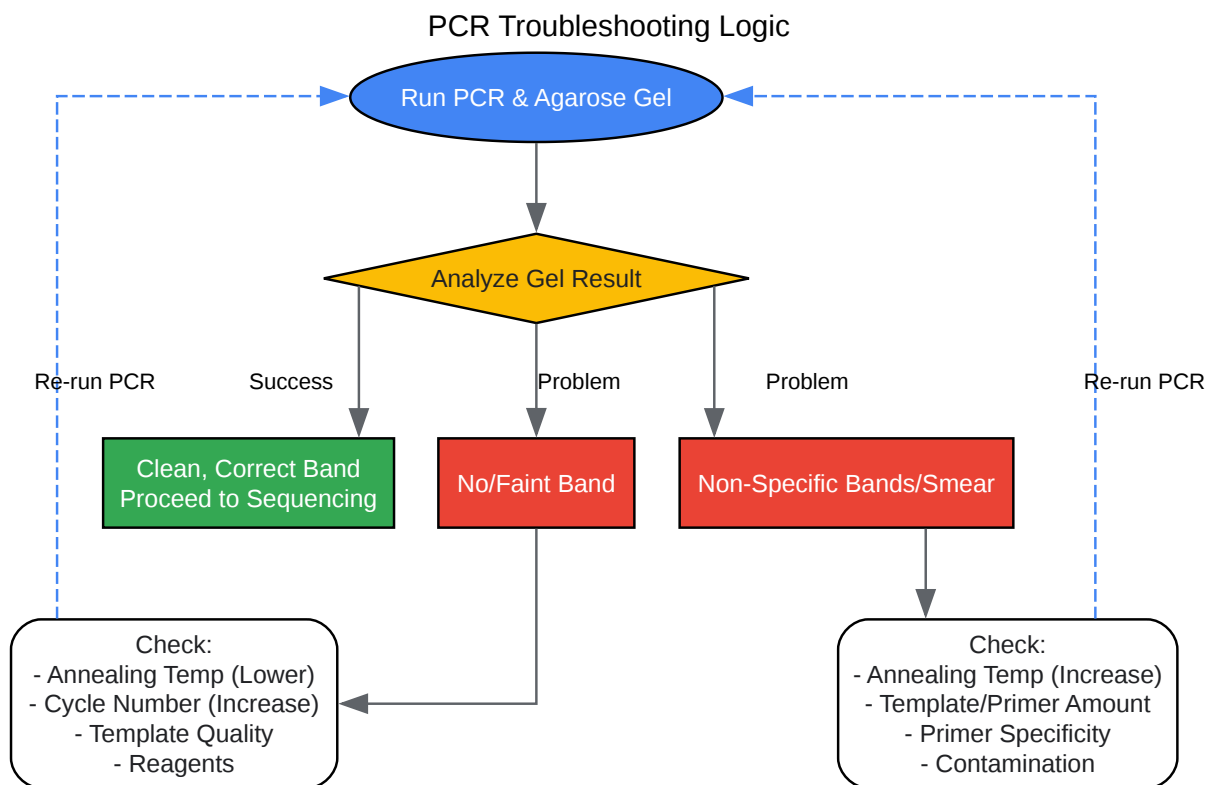 PCR Troubleshooting Logic
Run PCR & Agarose Gel
Analyze Gel Result
Re-run PCR
Success
Problem
Problem
Re-run PCR
Clean, Correct Band
Proceed to Sequencing
No/Faint Band
Non-Specific Bands/Smear
Check:
- Annealing Temp (Lower)
- Cycle Number (Increase)
- Template Quality
- Reagents
Check:
- Annealing Temp (Increase)
- Template/Primer Amount
- Primer Specificity
- Contamination